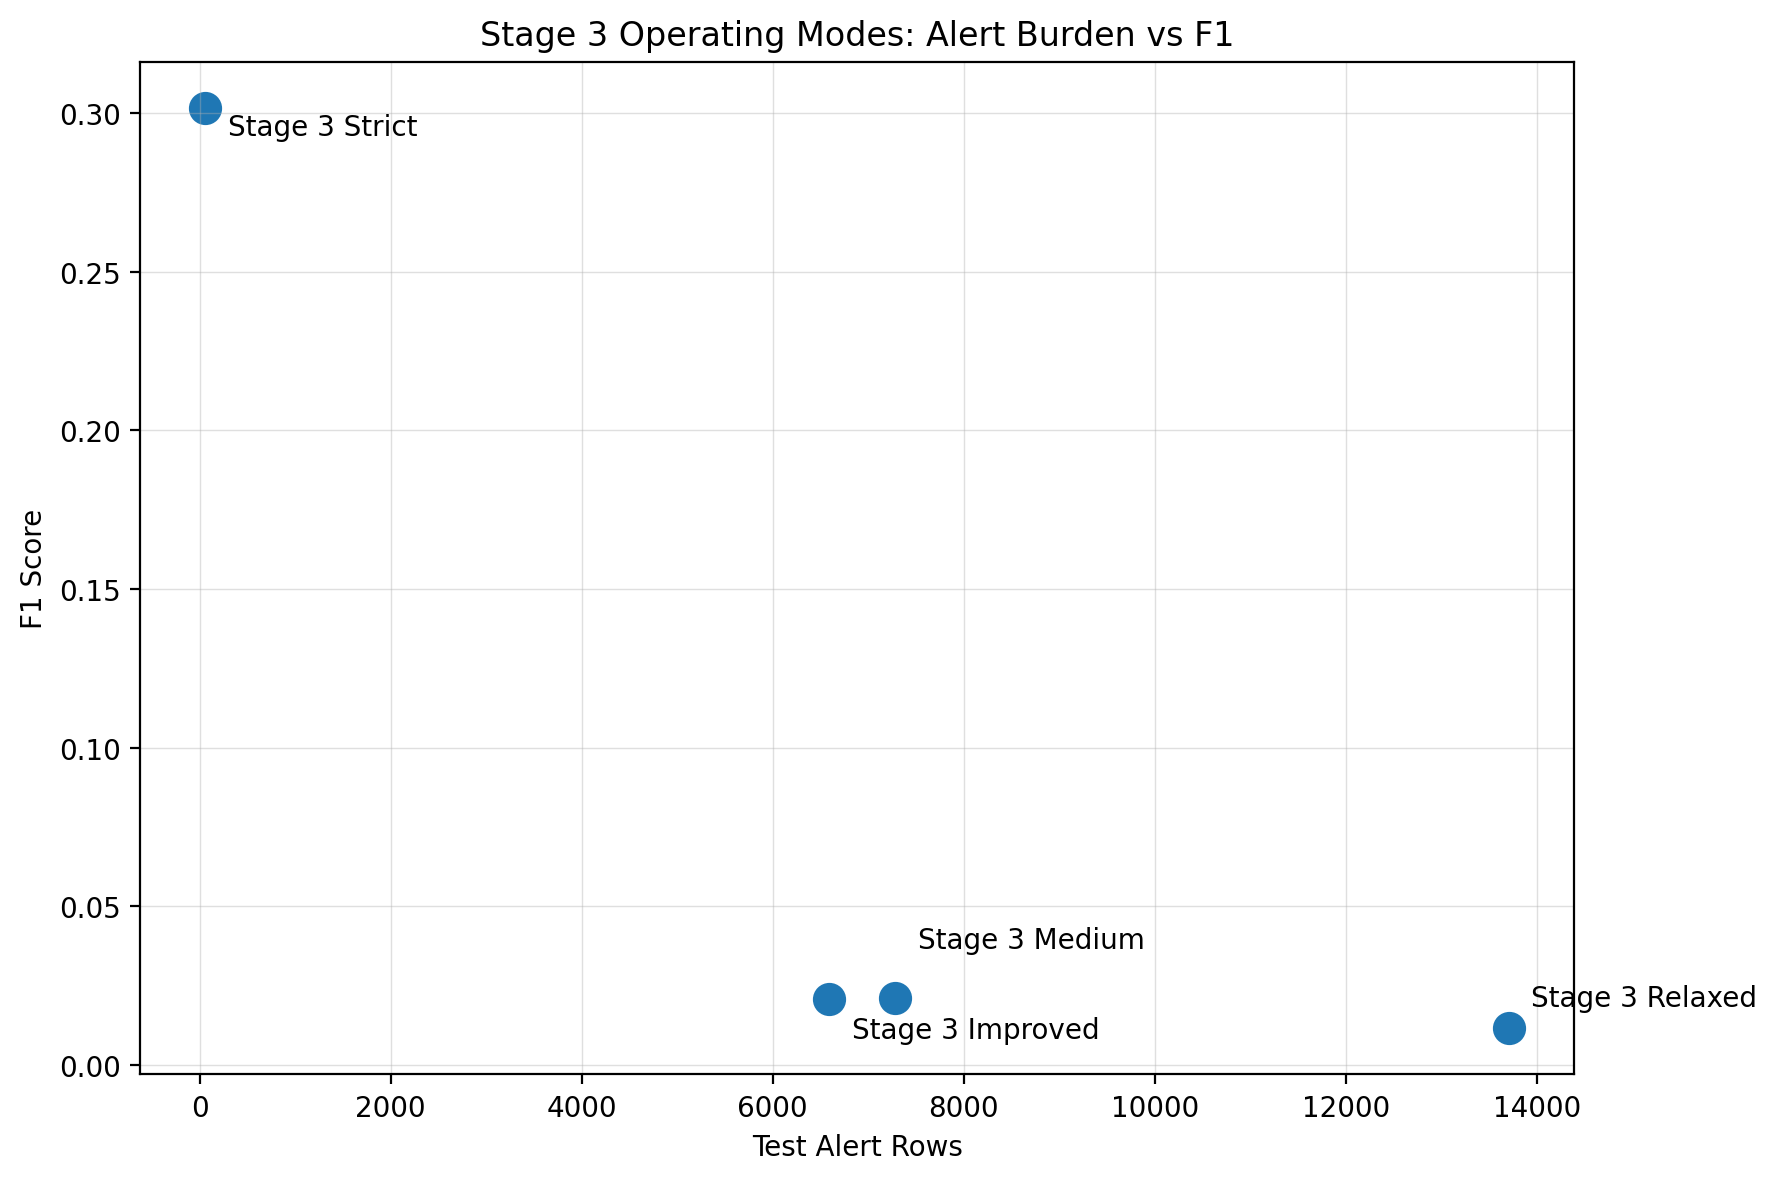 Stage 3 Operating Modes: Alert Burden vs F1
0.30
Stage 3 Strict
0.25
0.20
0.15
F1 Score
0.10
0.05
Stage 3 Medium
Stage 3 Relaxed
Stage 3 Improved
0.00
0 2000 4000 6000 8000 10000 12000 14000
Test Alert Rows